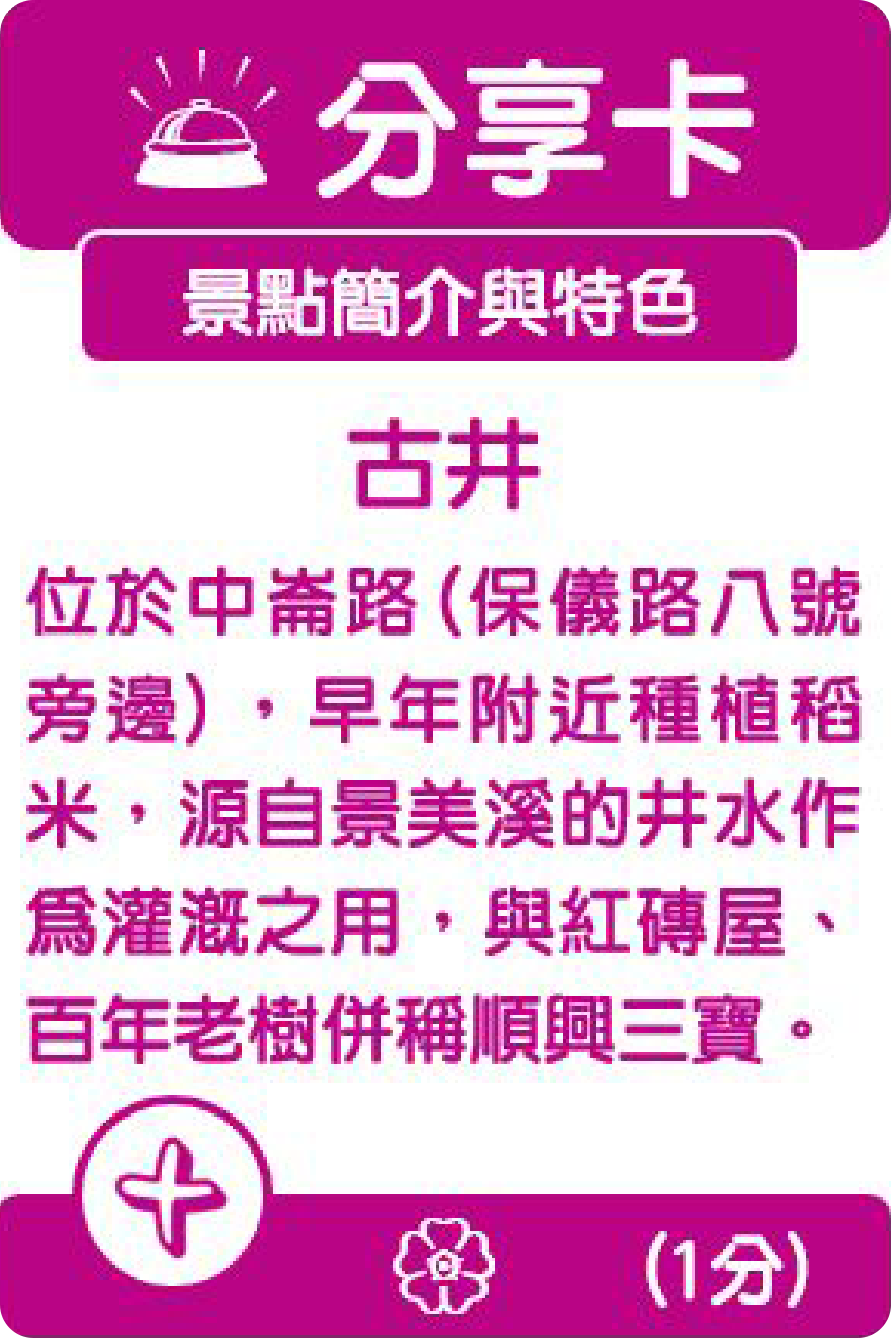 分享卡
景點簡介與特色
古井
位於中崙路(保儀路八號
旁邊)，早年附近種植稻
米，源自景美溪的井水作
為灌溉之用，與紅磚屋、
百年老樹併稱順興三寶。
(1分)